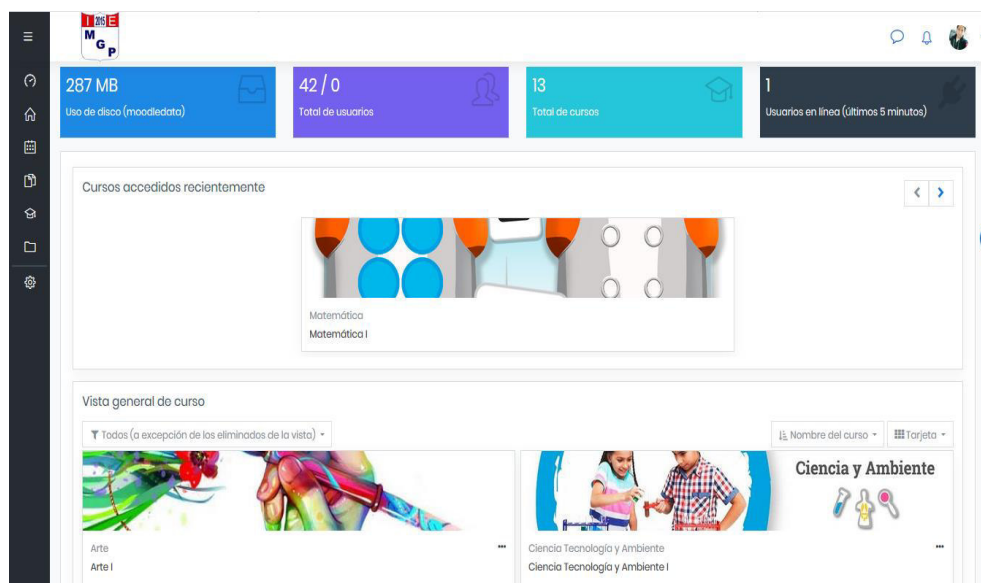 I 2015 E
M
G
P
287 MB
Uso de disco (moodledata)
42 / 0
Total de usuarios
13
Total de cursos
1
Usuarios en línea (últimos 5 minutos)
Cursos accedidos recientemente
Matemática
Matemática I
Vista general de curso
Todos (a excepción de los eliminados de la vista)
Nombre del curso
Tarjeta
Ciencia y Ambiente
Arte
Arte I
Ciencia Tecnología y Ambiente
Ciencia Tecnología y Ambiente I